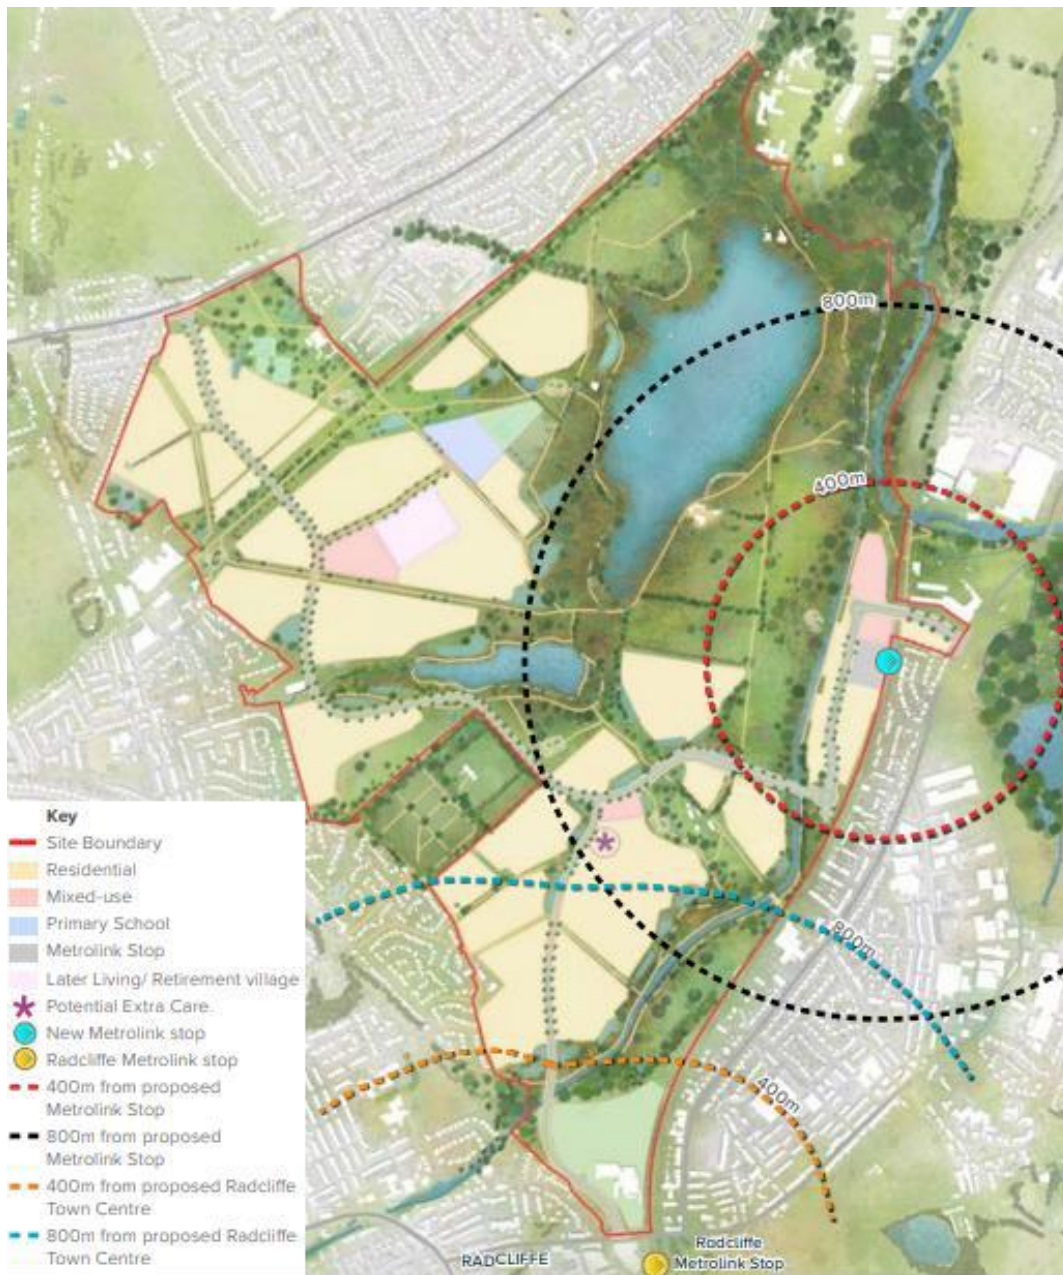 800m
400m
800m
400m
Key
Site Boundary
Residential
Mixed-use
Primary School
Metrolink Stop
Later Living/ Retirement village
Potential Extra Care.
New Metrolink stop
Radcliffe Metrolink stop
400m from proposed
Metrolink Stop
800m from proposed
Metrolink Stop
400m from proposed Radcliffe
Town Centre
800m from proposed Radcliffe
Town Centre
RADCLIFFE
Radcliffe
Metrolink Stop